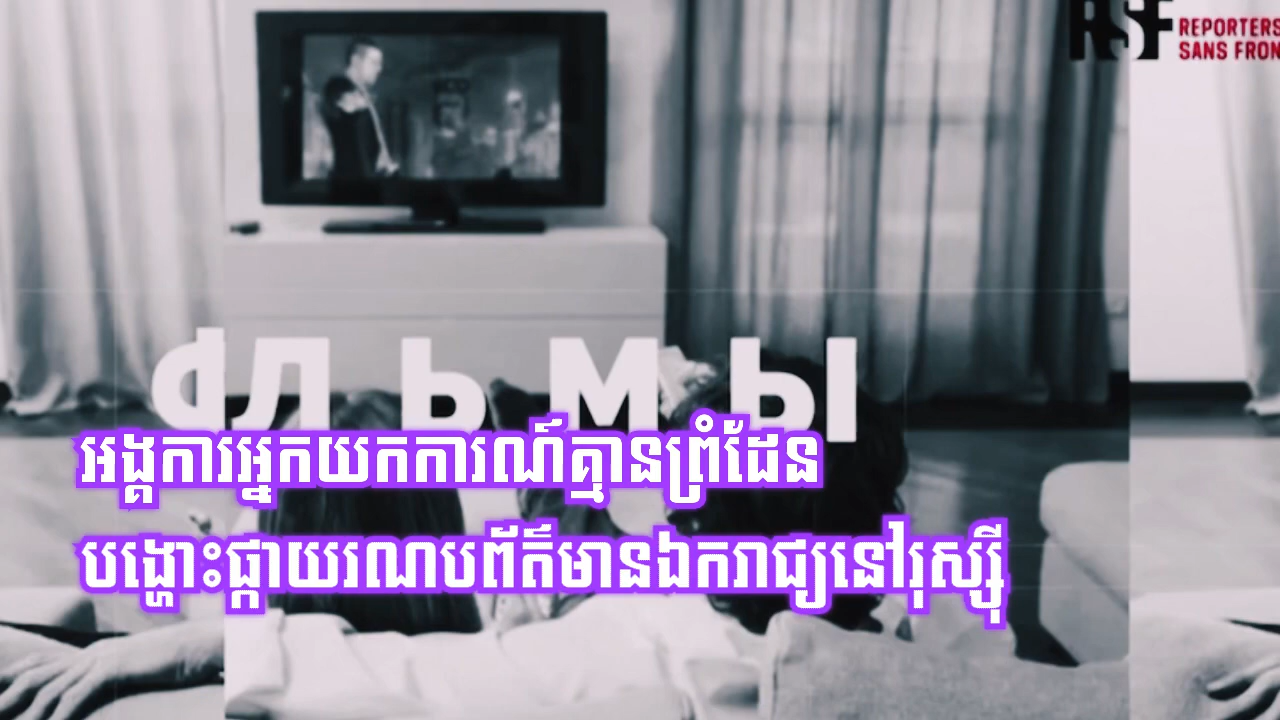 RSF REPORTERS
SANS FRON
ФЛ Ь М Ы
អង្គការអ្នកយកការណ៍គ្មានព្រំដែន
បង្ហោះផ្កាយរណបព័ត៌មានឯករាជ្យនៅរុស្ស៊ី